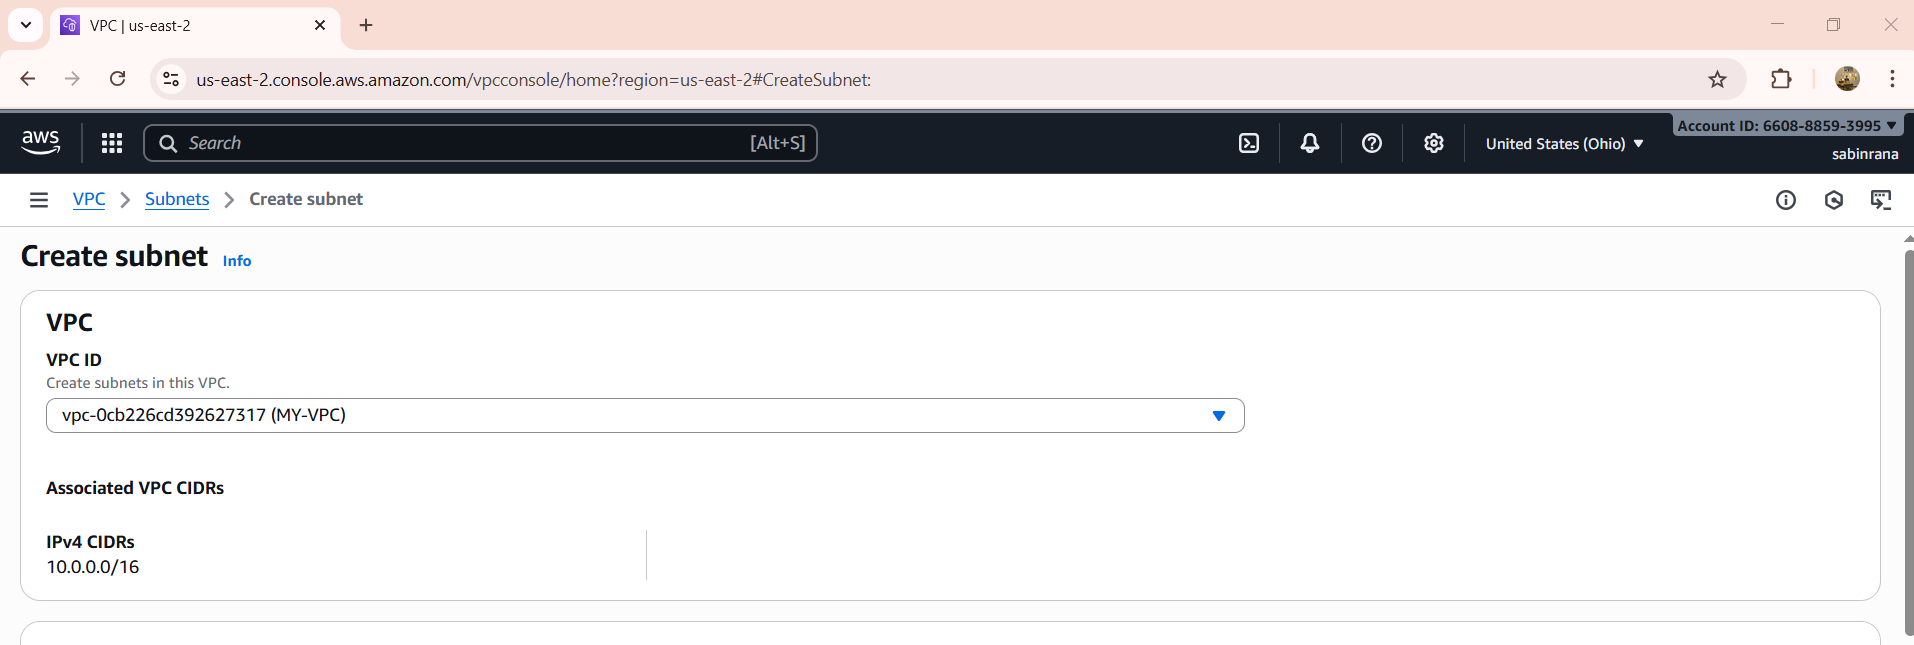 VPC | us-east-2
us-east-2.console.aws.amazon.com/vpcconsole/home?region=us-east-2#CreateSubnet:
aws
Search
[Alt+S]
United States (Ohio)
Account ID: 6608-8859-3995
sabinrana
VPC
Subnets
Create subnet
Create subnet Info
VPC
VPC ID
Create subnets in this VPC.
vpc-0cb226cd392627317 (MY-VPC)
Associated VPC CIDRs
IPv4 CIDRs
10.0.0.0/16